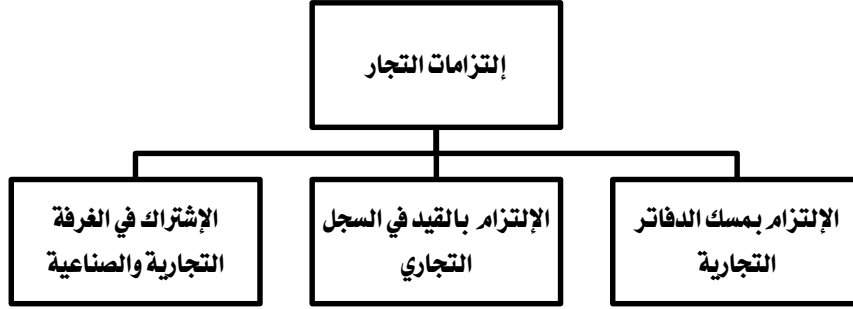 إلتزامات التجار
الإلتزام بمسك الدفاتر
التجارية
الإلتزام بالقيد في السجل
التجاري
الإشتراك في الغرفة
التجارية والصناعية